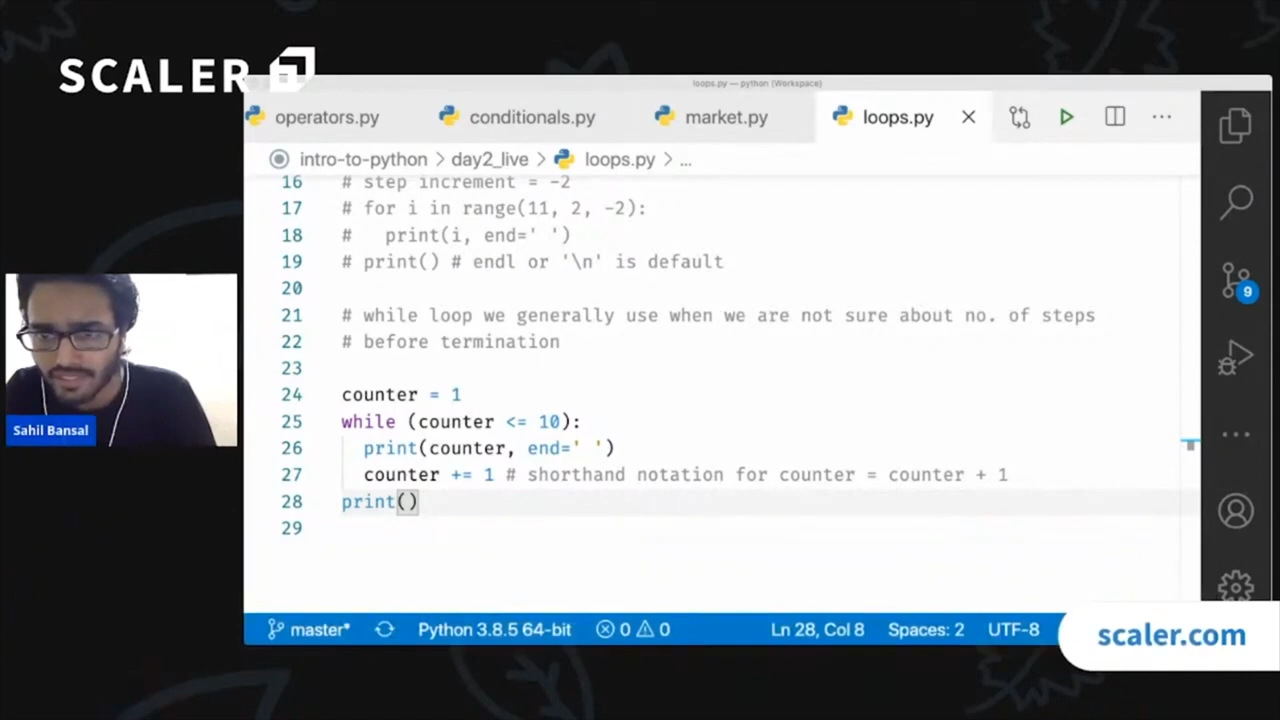 SCALER
loops.py — python (Workspace)
operators.py conditionals.py market.py loops.py
intro-to-python > day2_live > loops.py > ...
16 # step increment = -2
17 # for i in range(11, 2, -2):
18 #   print(i, end=' ')
19 # print() # endl or '\n' is default
20
21 # while loop we generally use when we are not sure about no. of steps
22 # before termination
23
24 counter = 1
25 while (counter <= 10):
26   print(counter, end=' ')
27   counter += 1 # shorthand notation for counter = counter + 1
28 print()
29
9
Sahil Bansal
master* Python 3.8.5 64-bit 0 0 Ln 28, Col 8 Spaces: 2 UTF-8
scaler.com